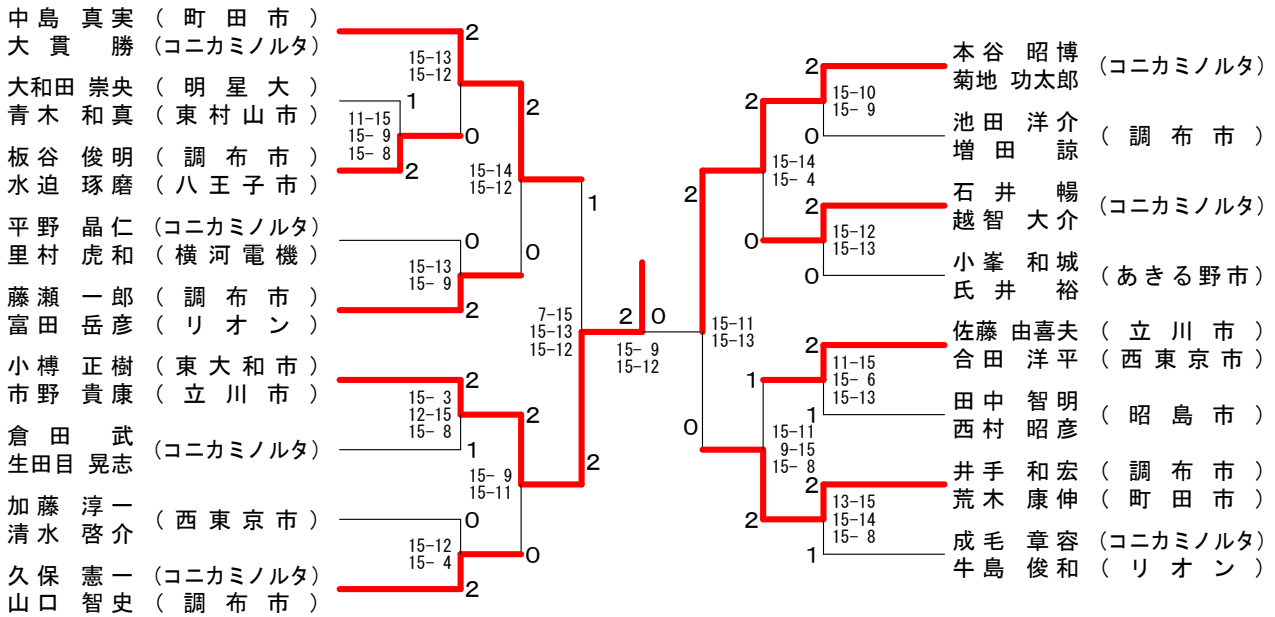 中島 真実 ( 町田市 )
大貫 勝 (コニカミノルタ)
2
15-13
15-12
大和田 崇央 ( 明星大 )
青木 和真 ( 東村山市 )
1
11-15
15- 9
15- 8
0
2
板谷 俊明 ( 調布市 )
水迫 琢磨 ( 八王子市 )
2
15-14
15-12
1
平野 晶仁 (コニカミノルタ)
里村 虎和 ( 横河電機 )
0
15-13
15- 9
0
藤瀬 一郎 ( 調布市 )
富田 岳彦 ( リオン )
2
7-15
15-13
15-12
小榑 正樹 ( 東大和市 )
市野 貴康 ( 立川市 )
2
15- 3
12-15
15- 8
2
倉田 武
生田目 晃志
(コニカミノルタ)
1
15- 9
15-11
2
加藤 淳一
清水 啓介
( 西東京市 )
0
15-12
15- 4
0
久保 憲一 (コニカミノルタ)
山口 智史 ( 調布市 )
2
2
0
15- 9
15-12
本谷 昭博
菊地 功太郎
(コニカミノルタ)
2
15-10
15- 9
2
池田 洋介
増田 諒
( 調布市 )
0
15-14
15- 4
2
石井 暢
越智 大介
(コニカミノルタ)
2
15-12
15-13
0
小峯 和城
氏井 裕
(あきる野市)
0
15-11
15-13
佐藤 由喜夫 ( 立川市 )
合田 洋平 ( 西東京市 )
2
11-15
15- 6
15-13
1
田中 智明
西村 昭彦
( 昭島市 )
1
15-11
9-15
15- 8
0
井手 和宏 ( 調布市 )
荒木 康伸 ( 町田市 )
2
13-15
15-14
15- 8
2
成毛 章容 (コニカミノルタ)
牛島 俊和 ( リオン )
1